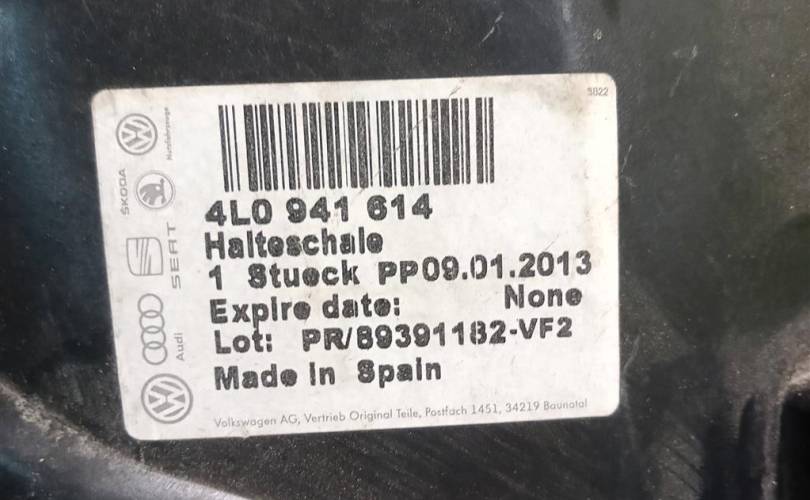 3822
Nutzfahrzeuge
ŠKODA
SEAT
Audi
4L0 941 614
Halteschale
1 Stueck PP09.01.2013
Expire date: None
Lot: PR/89391182-VF2
Made in Spain
Volkswagen AG, Vertrieb Original Teile, Postfach 1451, 34219 Baunatal